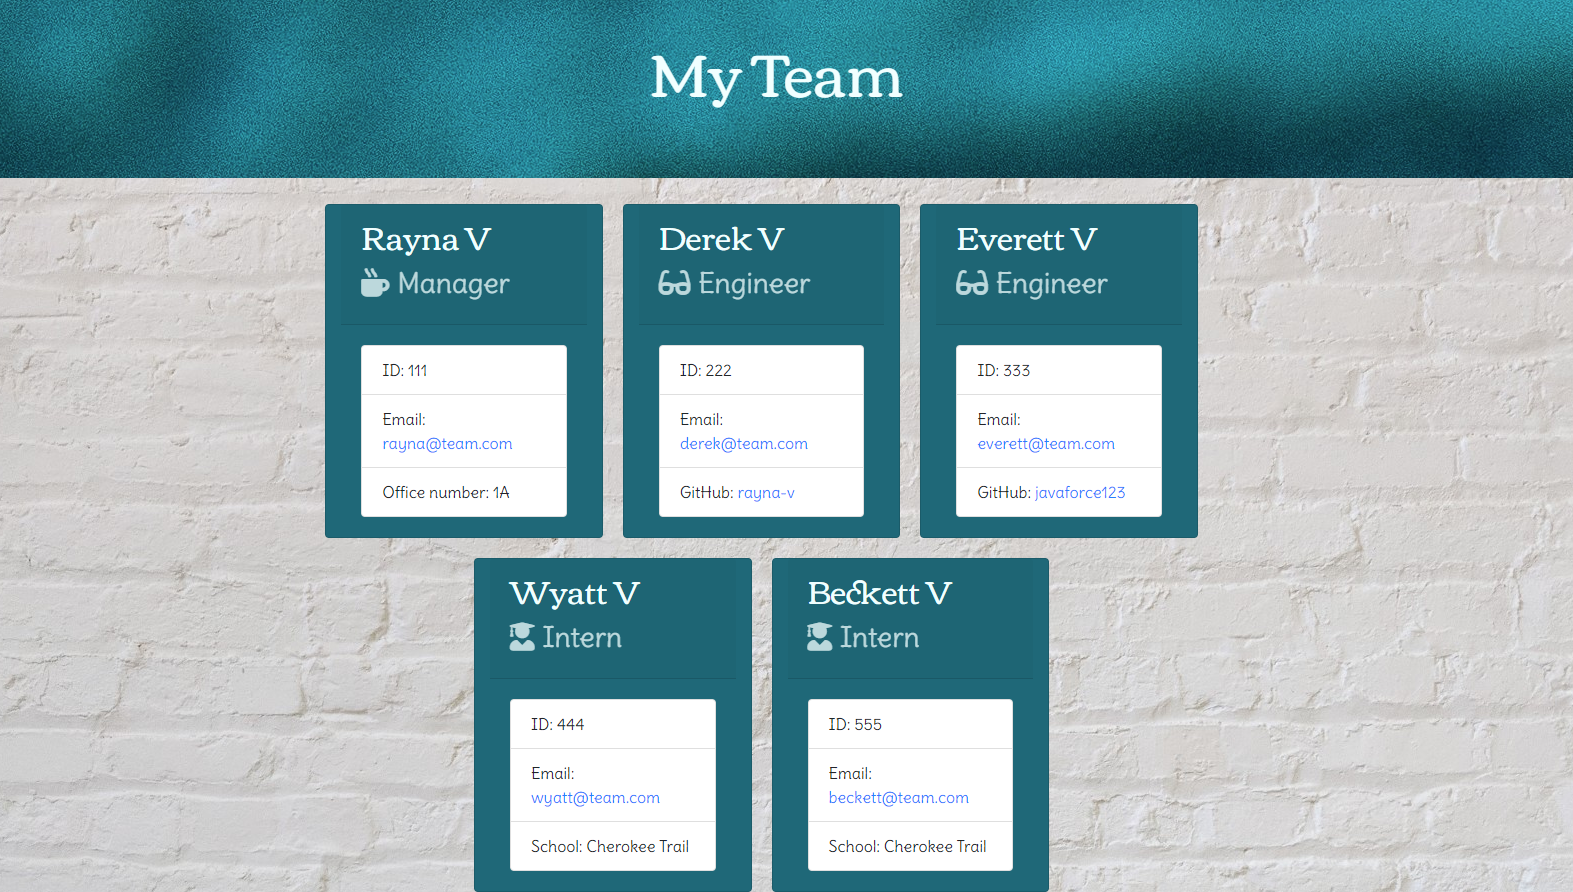 My Team
Rayna V
Manager
ID: 111
Email:
rayna@team.com
Office number: 1A
Derek V
Engineer
ID: 222
Email:
derek@team.com
GitHub: rayna-v
Everett V
Engineer
ID: 333
Email:
everett@team.com
GitHub: javaforce123
Wyatt V
Intern
ID: 444
Email:
wyatt@team.com
School: Cherokee Trail
Beckett V
Intern
ID: 555
Email:
beckett@team.com
School: Cherokee Trail